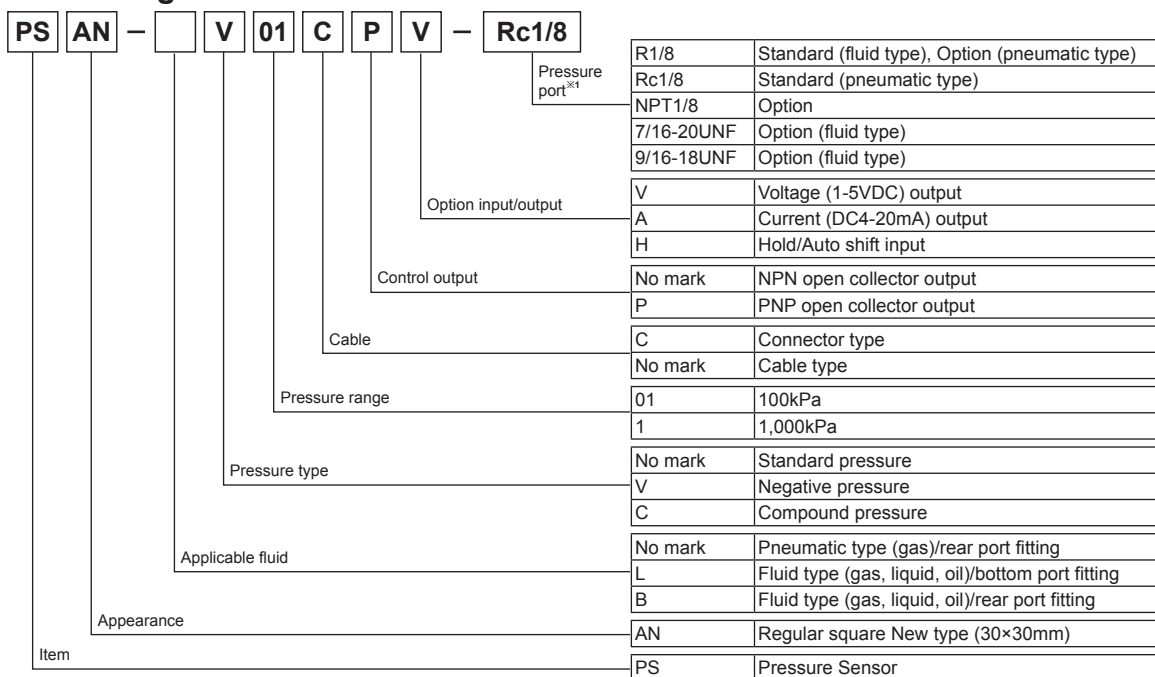 PS AN – V 01 C P V – Rc1/8
Pressure
port※1
R1/8 Standard (fluid type), Option (pneumatic type)
Rc1/8 Standard (pneumatic type)
NPT1/8 Option
7/16-20UNF Option (fluid type)
9/16-18UNF Option (fluid type)
Option input/output
V Voltage (1-5VDC) output
A Current (DC4-20mA) output
H Hold/Auto shift input
Control output
No mark NPN open collector output
P PNP open collector output
Cable
C Connector type
No mark Cable type
Pressure range
01 100kPa
1 1,000kPa
Pressure type
No mark Standard pressure
V Negative pressure
C Compound pressure
Applicable fluid
No mark Pneumatic type (gas)/rear port fitting
L Fluid type (gas, liquid, oil)/bottom port fitting
B Fluid type (gas, liquid, oil)/rear port fitting
Appearance
AN Regular square New type (30×30mm)
Item
PS Pressure Sensor